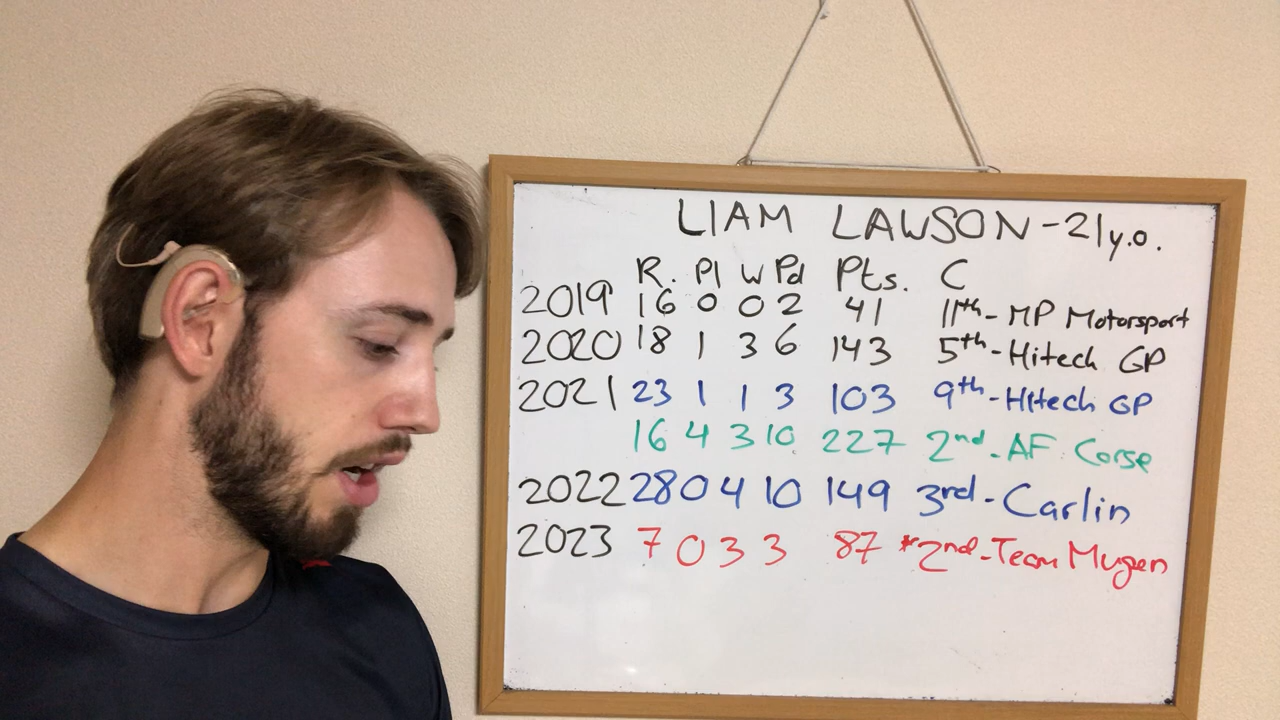 LIAM LAWSON - 21 y.o.
R. Pl W Pd Pts. C
2019 16 0 0 2 41 11th - MP Motorsport
2020 18 1 3 6 143 5th - Hitech GP
2021 23 1 1 3 103 9th - Hitech GP
16 4 3 10 227 2nd - AF Corse
2022 28 0 4 10 149 3rd - Carlin
2023 7 0 3 3 87 *2nd - Team Mugen